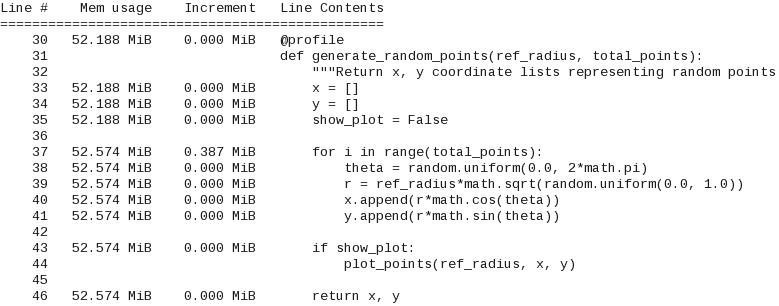 Line #    Mem usage    Increment   Line Contents
================================================
    30   52.188 MiB    0.000 MiB   @profile
    31                             def generate_random_points(ref_radius, total_points):
    32                                 """Return x, y coordinate lists representing random points
    33   52.188 MiB    0.000 MiB       x = []
    34   52.188 MiB    0.000 MiB       y = []
    35   52.188 MiB    0.000 MiB       show_plot = False
    36
    37   52.574 MiB    0.387 MiB       for i in range(total_points):
    38   52.574 MiB    0.000 MiB           theta = random.uniform(0.0, 2*math.pi)
    39   52.574 MiB    0.000 MiB           r = ref_radius*math.sqrt(random.uniform(0.0, 1.0))
    40   52.574 MiB    0.000 MiB           x.append(r*math.cos(theta))
    41   52.574 MiB    0.000 MiB           y.append(r*math.sin(theta))
    42
    43   52.574 MiB    0.000 MiB       if show_plot:
    44                                     plot_points(ref_radius, x, y)
    45
    46   52.574 MiB    0.000 MiB       return x, y